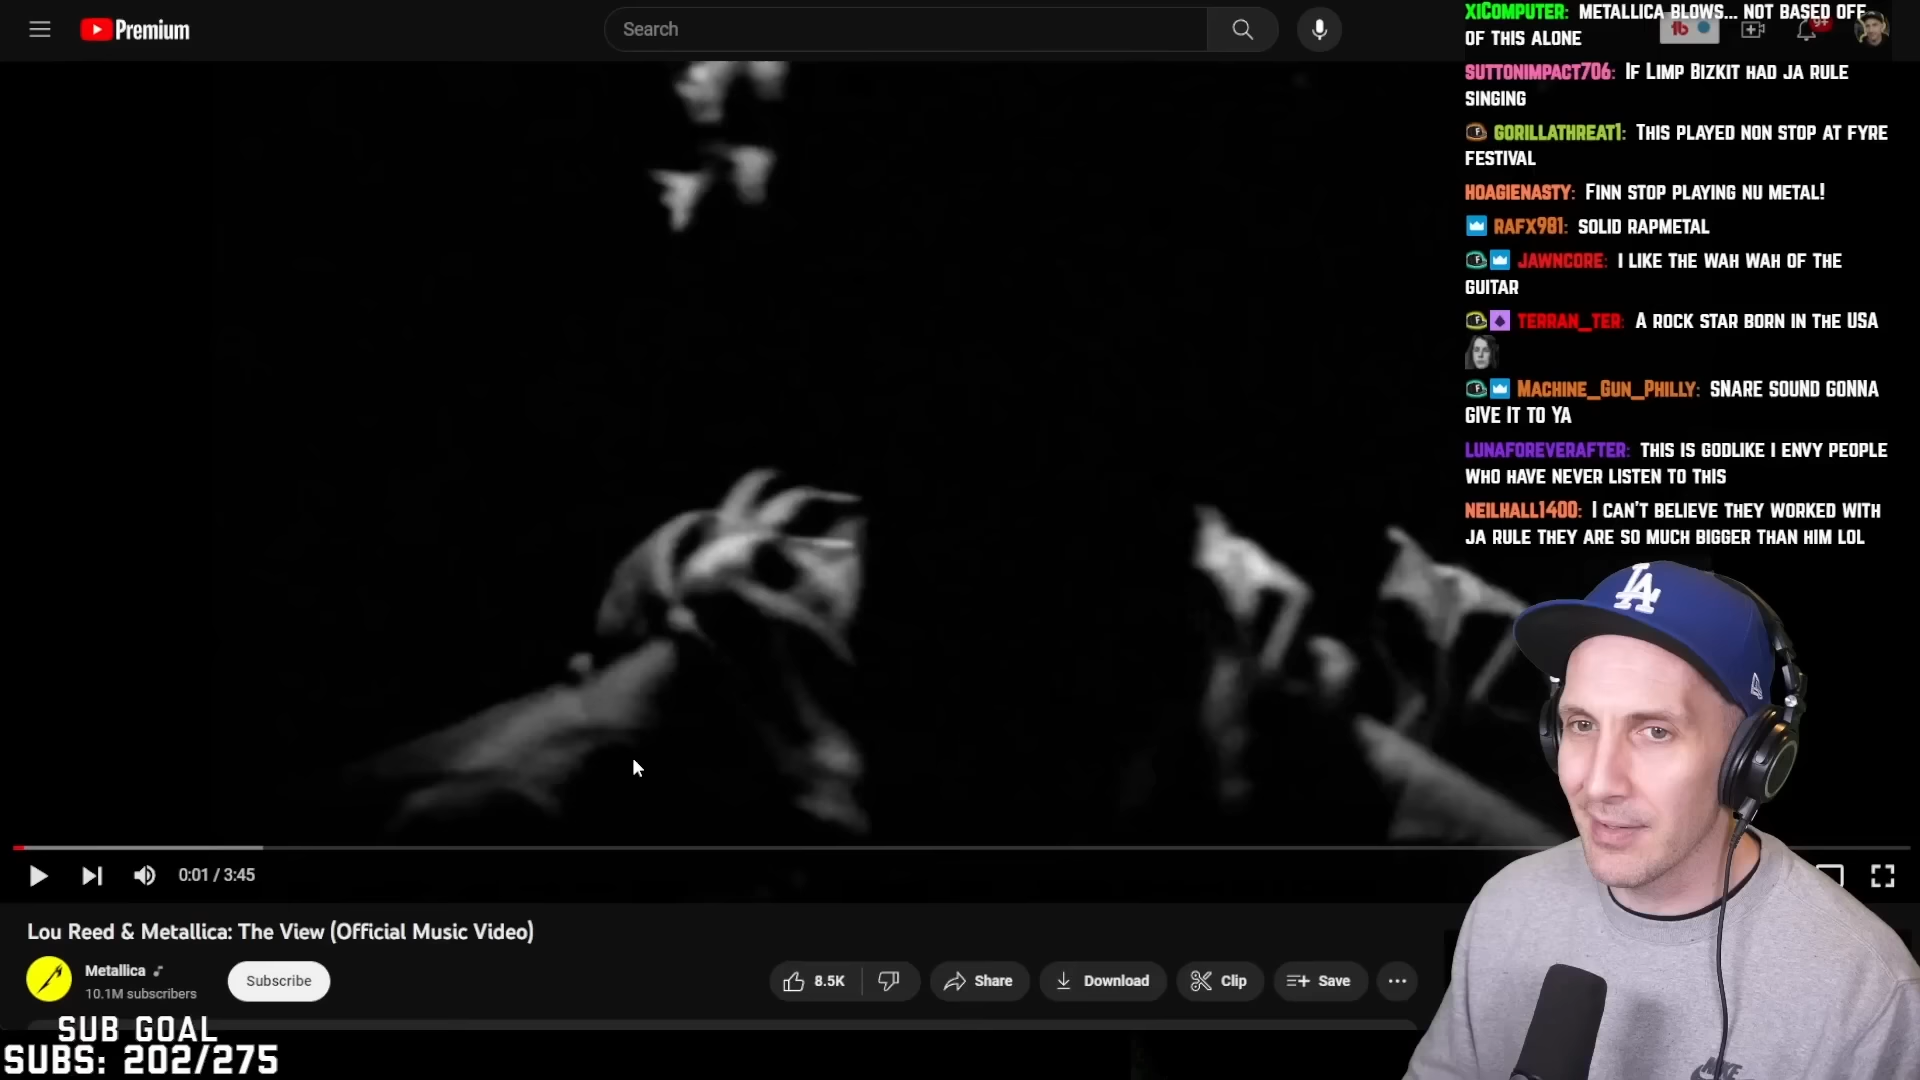 Premium
Search
9+
XICOMPUTER: METALLICA BLOWS... NOT BASED OFF
OF THIS ALONE
SUTTONIMPACT706: IF LIMP BIZKIT HAD JA RULE
SINGING
GORILLATHREAT1: THIS PLAYED NON STOP AT FYRE
FESTIVAL
HOAGIENASTY: FINN STOP PLAYING NU METAL!
RAFX981: SOLID RAPMETAL
JAWNCORE: I LIKE THE WAH WAH OF THE
GUITAR
TERRAN_TER: A ROCK STAR BORN IN THE USA
MACHINE_GUN_PHILLY: SNARE SOUND GONNA
GIVE IT TO YA
LUNAFOREVERAFTER: THIS IS GODLIKE I ENVY PEOPLE
WHO HAVE NEVER LISTEN TO THIS
NEILHALL1400: I CAN'T BELIEVE THEY WORKED WITH
JA RULE THEY ARE SO MUCH BIGGER THAN HIM LOL
LA
0:01 / 3:45
Lou Reed & Metallica: The View (Official Music Video)
Metallica
10.1M subscribers
Subscribe
8.5K
Share
Download
Clip
Save
SUB GOAL
SUBS: 202/275
NIKE